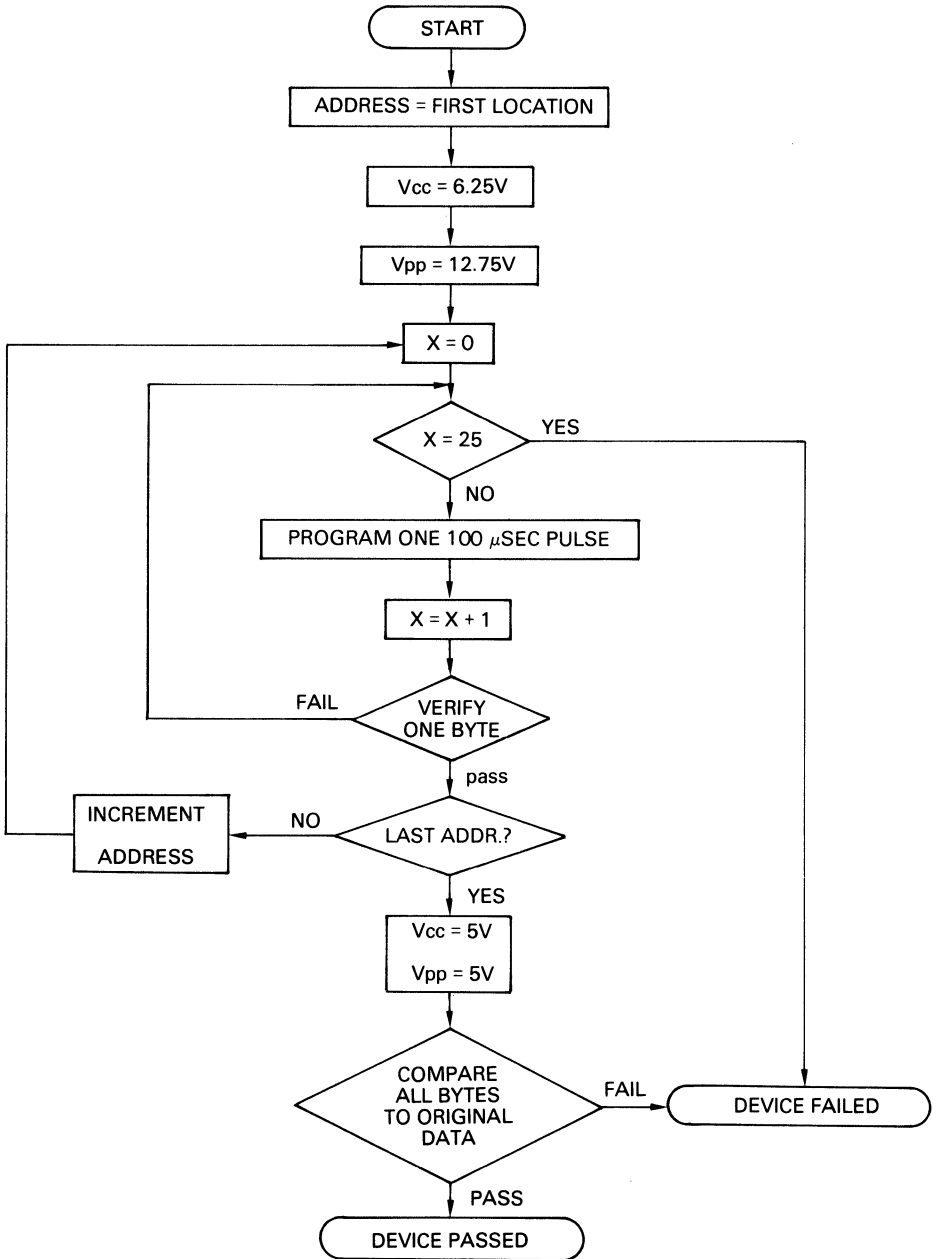 START
ADDRESS = FIRST LOCATION
Vcc = 6.25V
Vpp = 12.75V
X = 0
X = 25
YES
NO
PROGRAM ONE 100 μSEC PULSE
X = X + 1
FAIL
VERIFY
ONE BYTE
pass
INCREMENT
ADDRESS
NO
LAST ADDR.?
YES
Vcc = 5V
Vpp = 5V
COMPARE
ALL BYTES
TO ORIGINAL
DATA
FAIL
DEVICE FAILED
PASS
DEVICE PASSED